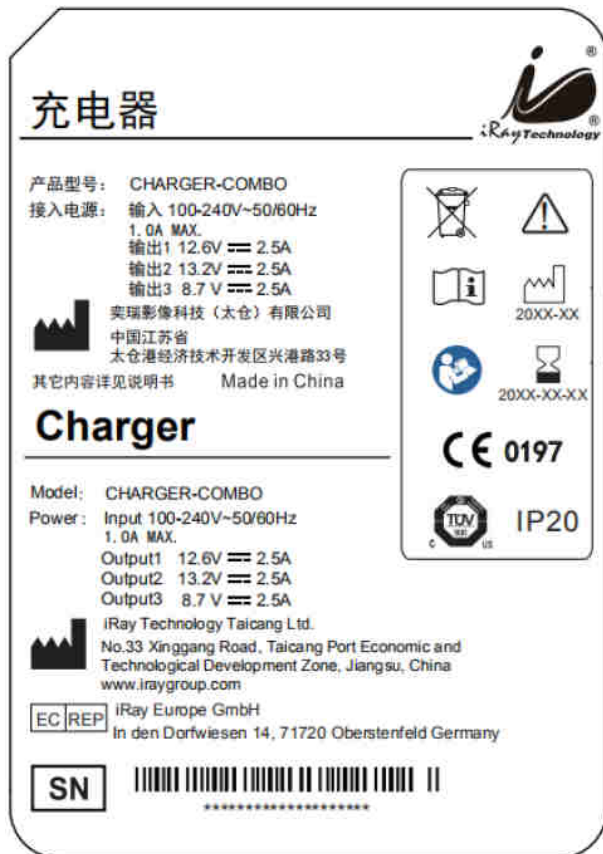 充电器
iRayTechnology
®
®
产品型号： CHARGER-COMBO
接入电源： 输入 100-240V~50/60Hz
1.0A MAX.
输出1 12.6V ⎓ 2.5A
输出2 13.2V ⎓ 2.5A
输出3 8.7 V ⎓ 2.5A
奕瑞影像科技（太仓）有限公司
中国江苏省
太仓港经济技术开发区兴港路33号
其它内容详见说明书 Made in China
20XX-XX
20XX-XX-XX
CE 0197
TÜV
C US
IP20
Charger
Model: CHARGER-COMBO
Power: Input 100-240V~50/60Hz
1.0A MAX.
Output1 12.6V ⎓ 2.5A
Output2 13.2V ⎓ 2.5A
Output3 8.7 V ⎓ 2.5A
iRay Technology Taicang Ltd.
No.33 Xinggang Road, Taicang Port Economic and
Technological Development Zone, Jiangsu, China
www.iraygroup.com
EC REP iRay Europe GmbH
In den Dorfwiesen 14, 71720 Oberstenfeld Germany
SN
********************